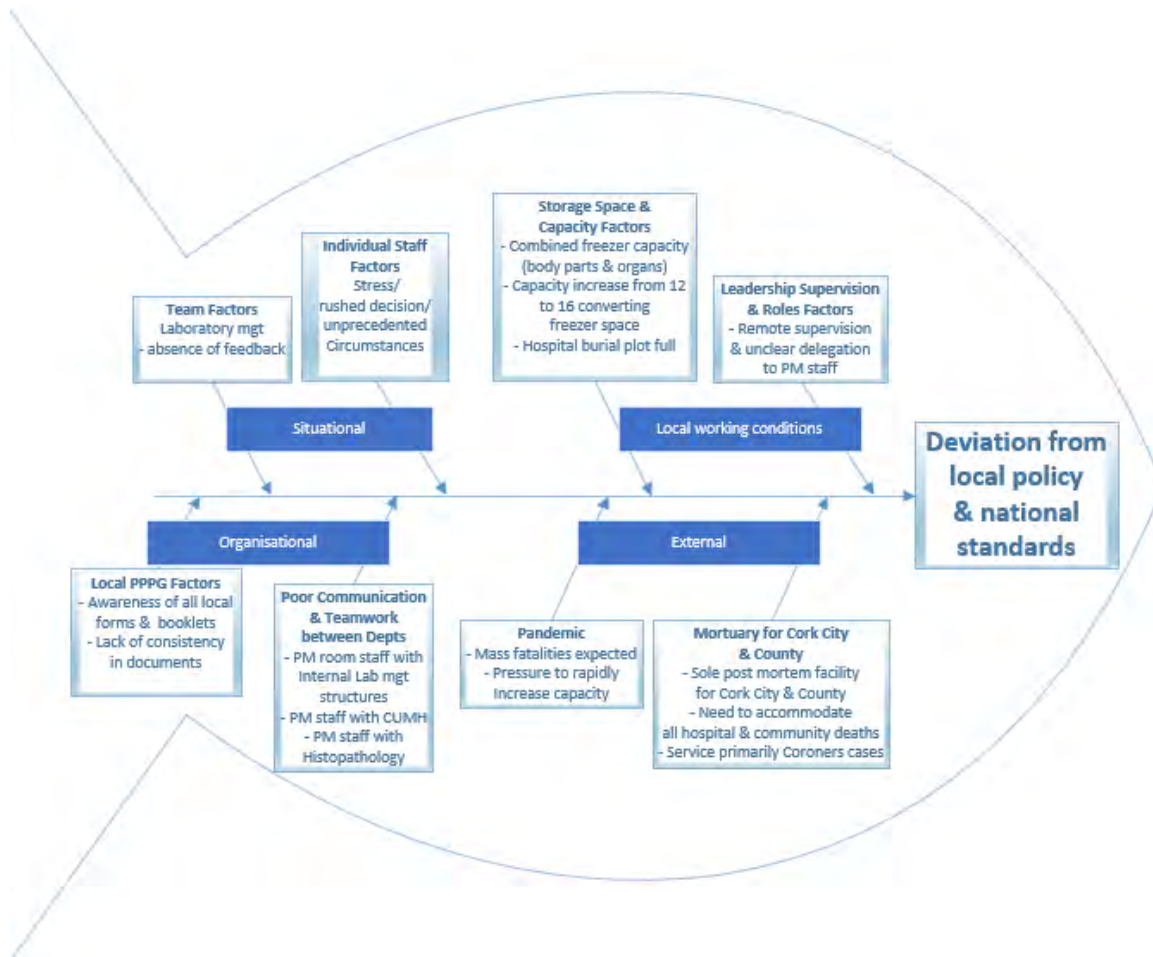 Storage Space &
Capacity Factors
- Combined freezer capacity
(body parts & organs)
- Capacity increase from 12
to 16 converting
freezer space
- Hospital burial plot full
Individual Staff
Factors
Stress/
rushed decision/
unprecedented
Circumstances
Leadership Supervision
& Roles Factors
- Remote supervision
& unclear delegation
to PM staff
Team Factors
Laboratory mgt
- absence of feedback
Situational
Local working conditions
Deviation from
local policy
& national
standards
Organisational
External
Local PPPG Factors
- Awareness of all local
forms & booklets
- Lack of consistency
in documents
Poor Communication
& Teamwork
between Depts
- PM room staff with
Internal Lab mgt
structures
- PM staff with CUMH
- PM staff with
Histopathology
Pandemic
- Mass fatalities expected
- Pressure to rapidly
Increase capacity
Mortuary for Cork City
& County
- Sole post mortem facility
for Cork City & County
- Need to accommodate
all hospital & community deaths
- Service primarily Coroners cases